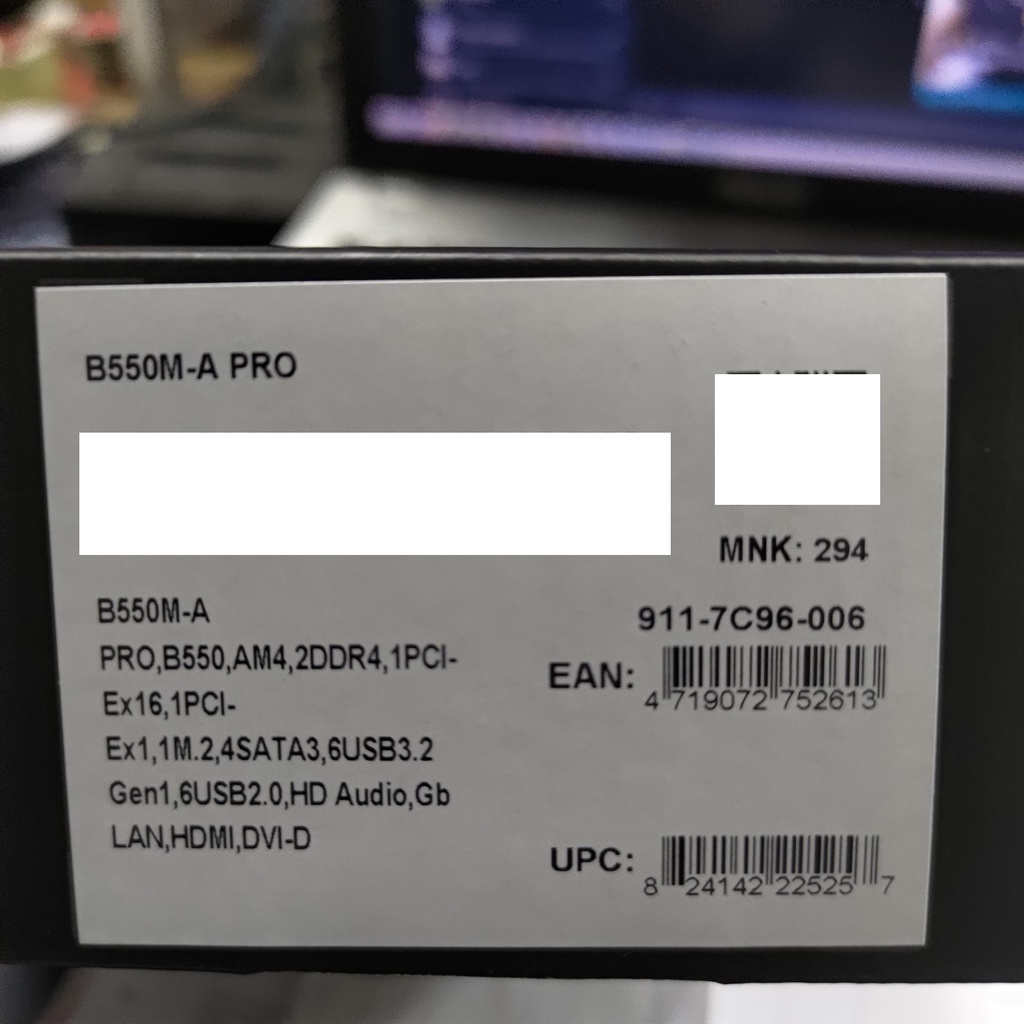 B550M-A PRO
MNK: 294
B550M-A
PRO,B550,AM4,2DDR4,1PCI-
Ex16,1PCI-
Ex1,1M.2,4SATA3,6USB3.2
Gen1,6USB2.0,HD Audio,Gb
LAN,HDMI,DVI-D
911-7C96-006
EAN:
4 719072 752613
UPC:
8 24142 22525 7